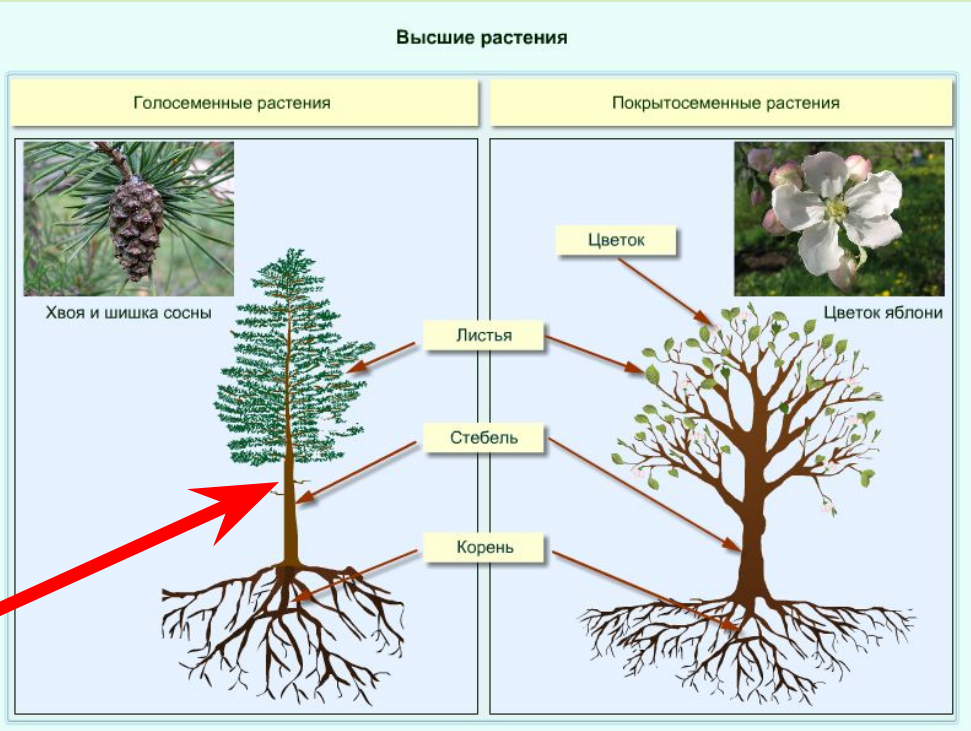 Высшие растения
Голосеменные растения
Покрытосеменные растения
Цветок
Хвоя и шишка сосны
Цветок яблони
Листья
Стебель
Корень